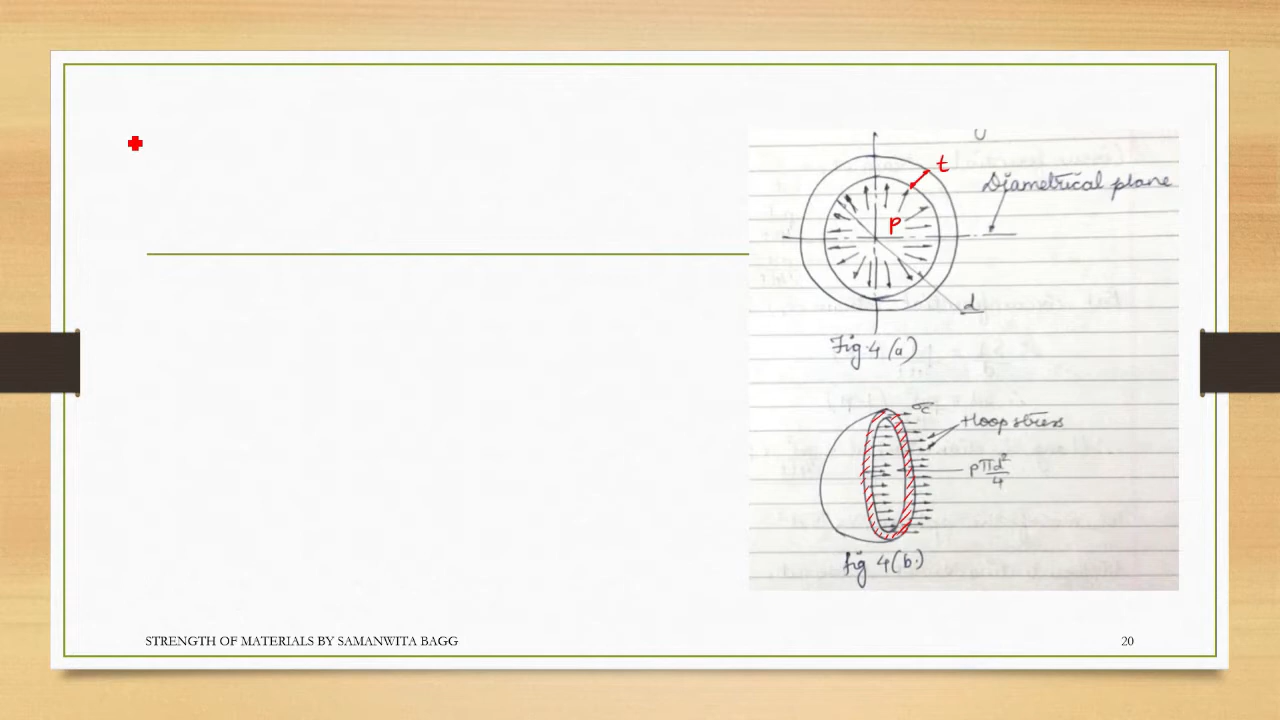 t
Diametrical plane
P
d
Fig 4 (a)
σc
Hoop stress
pπd²/4
fig 4(b)
STRENGTH OF MATERIALS BY SAMANWITA BAGG
20